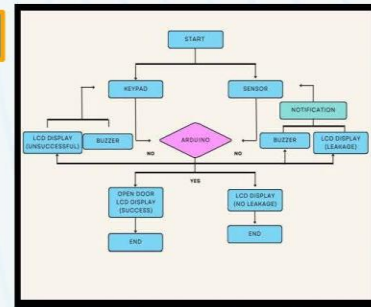 START
KEYPAD
SENSOR
NOTIFICATION
LCD DISPLAY
(UNSUCCESSFUL)
BUZZER
ARDUINO
BUZZER
LCD DISPLAY
(LEAKAGE)
NO
NO
YES
OPEN DOOR
LCD DISPLAY
(SUCCESS)
LCD DISPLAY
(NO LEAKAGE)
END
END